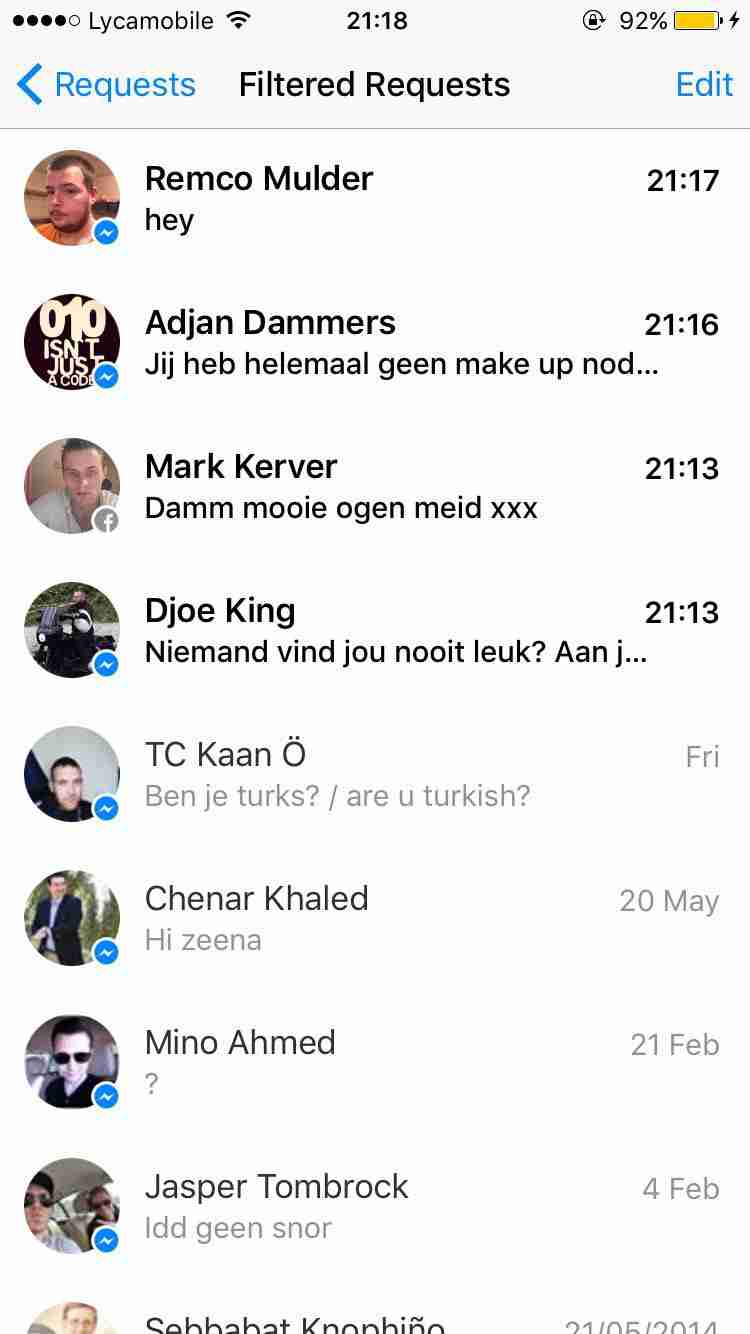 Lycamobile 21:18 92%
Requests Filtered Requests Edit
Remco Mulder 21:17
hey
010
ISN'T
JUST
A CODE
Adjan Dammers 21:16
Jij heb helemaal geen make up nod...
Mark Kerver 21:13
Damm mooie ogen meid xxx
Djoe King 21:13
Niemand vind jou nooit leuk? Aan j...
TC Kaan Ö Fri
Ben je turks? / are u turkish?
Chenar Khaled 20 May
Hi zeena
Mino Ahmed 21 Feb
?
Jasper Tombrock 4 Feb
Idd geen snor
Sebbabat Knophiño 21/05/2014